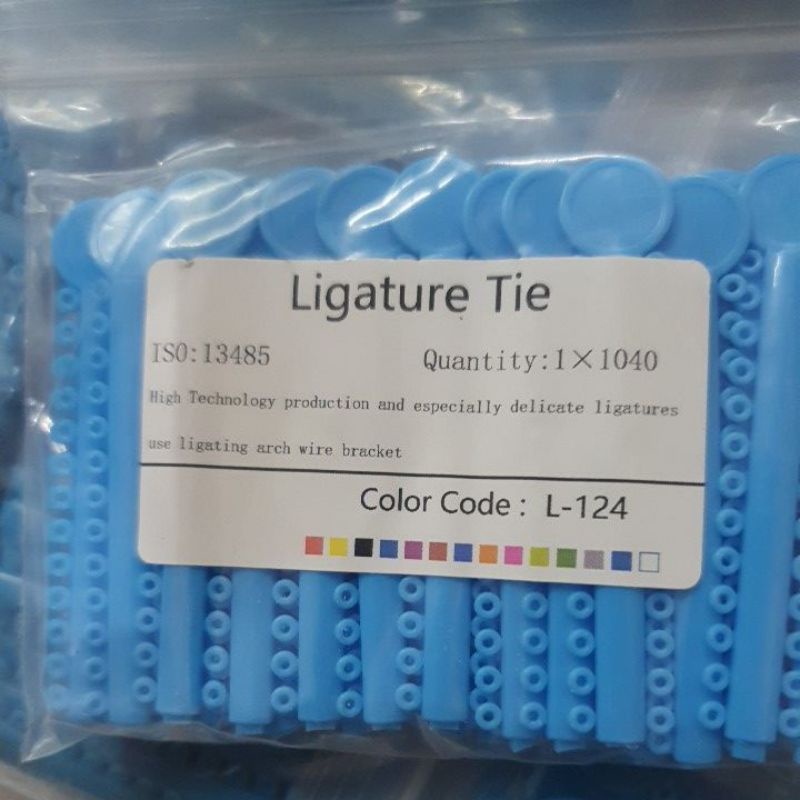 Ligature Tie
ISO:13485 Quantity:1×1040
High Technology production and especially delicate ligatures
use ligating arch wire bracket
Color Code : L-124